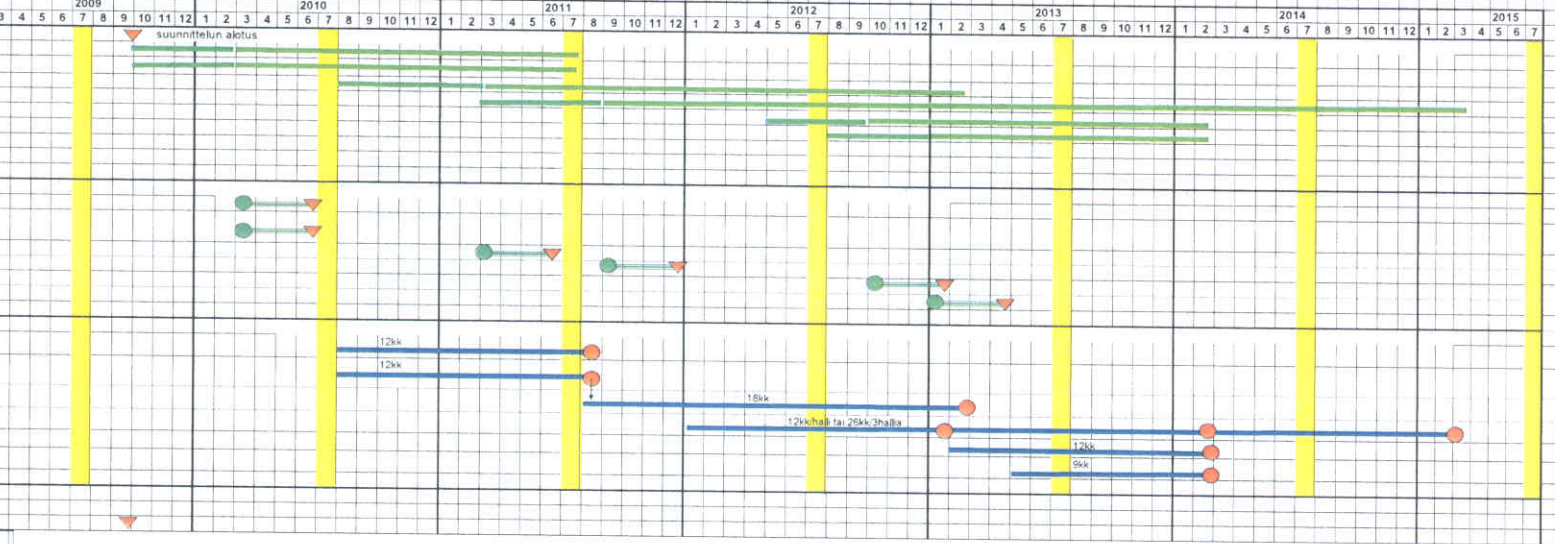 2009 2010 2011 2012 2013 2014 2015
3 4 5 6 7 8 9 10 11 12 1 2 3 4 5 6 7 8 9 10 11 12 1 2 3 4 5 6 7 8 9 10 11 12 1 2 3 4 5 6 7 8 9 10 11 12 1 2 3 4 5 6 7 8 9 10 11 12 1 2 3 4 5 6 7 8 9 10 11 12 1 2 3 4 5 6 7
suunnittelun alotus
12kk
12kk
18kk
12kk/halli tai 26kk/3hallia
12kk
9kk